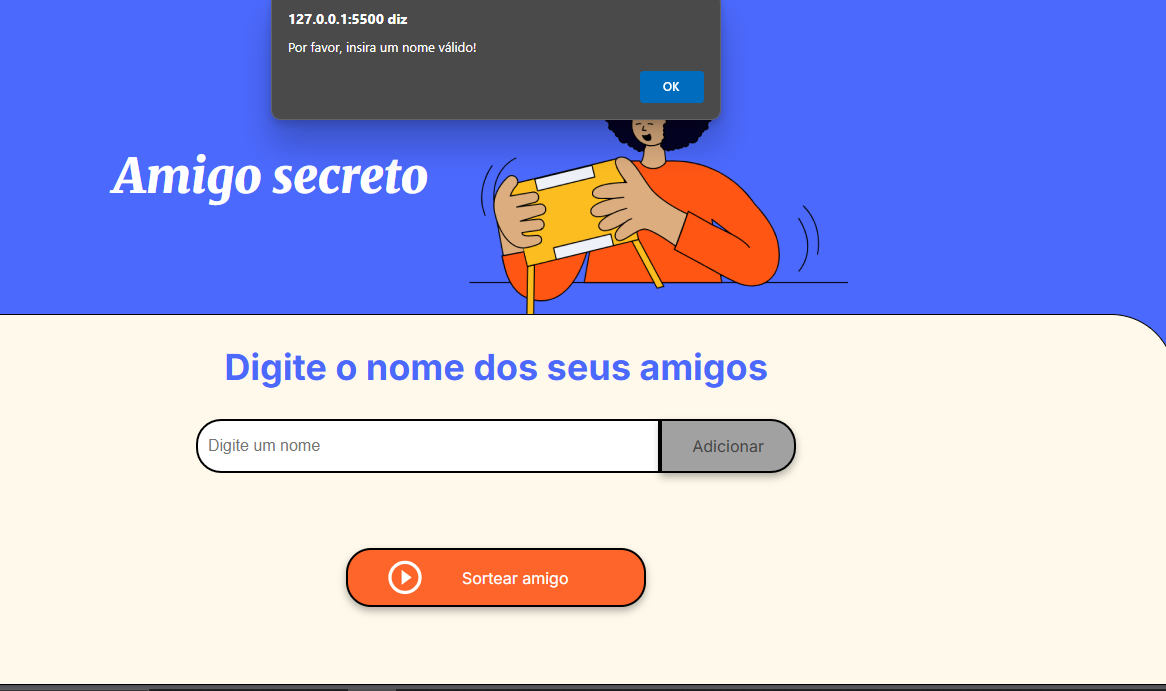 127.0.0.1:5500 diz
Por favor, insira um nome válido!
OK
Amigo secreto
Digite o nome dos seus amigos
Digite um nome
Adicionar
Sortear amigo